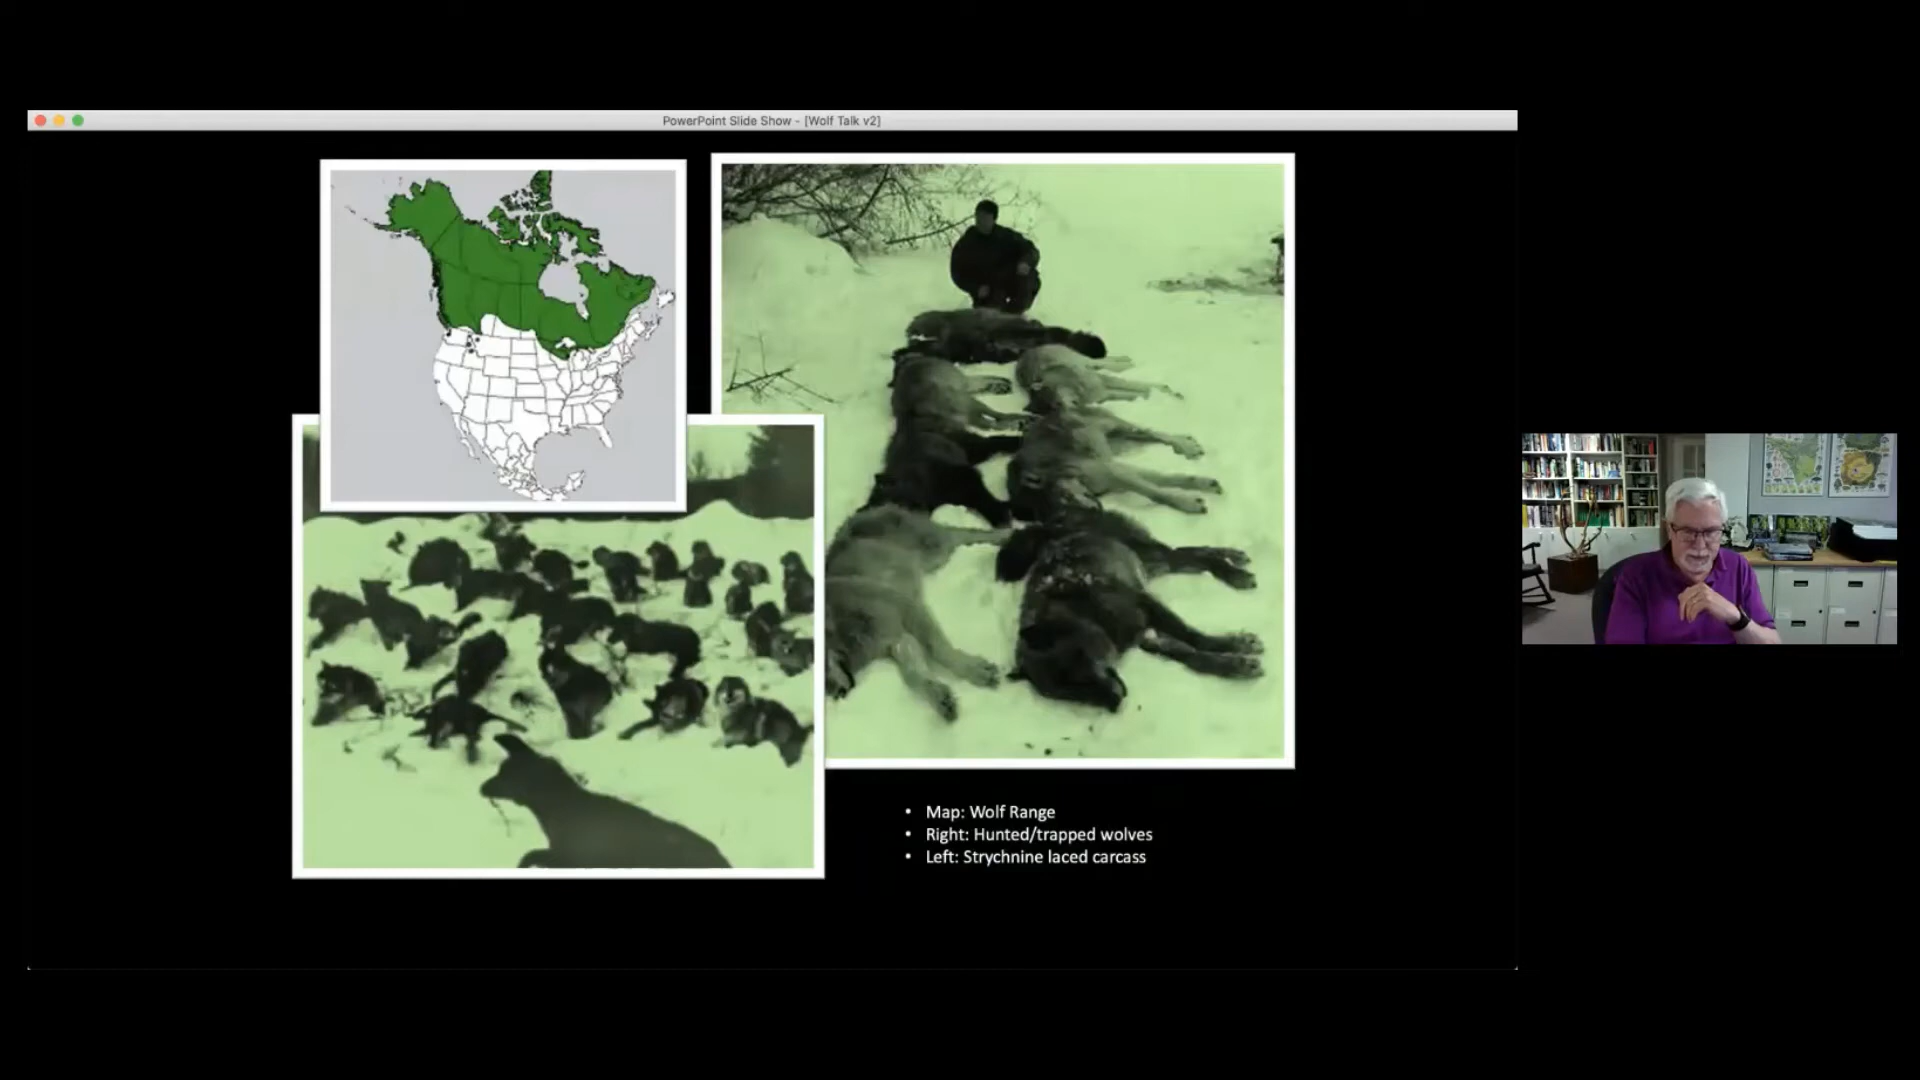 PowerPoint Slide Show - [Wolf Talk v2]
• Map: Wolf Range
• Right: Hunted/trapped wolves
• Left: Strychnine laced carcass